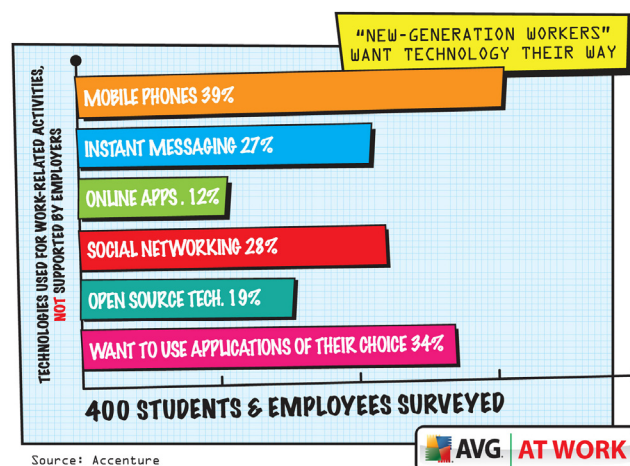 “NEW-GENERATION WORKERS”
WANT TECHNOLOGY THEIR WAY
TECHNOLOGIES USED FOR WORK-RELATED ACTIVITIES,
NOT SUPPORTED BY EMPLOYERS
MOBILE PHONES 39%
INSTANT MESSAGING 27%
ONLINE APPS. 12%
SOCIAL NETWORKING 28%
OPEN SOURCE TECH. 19%
WANT TO USE APPLICATIONS OF THEIR CHOICE 34%
400 STUDENTS & EMPLOYEES SURVEYED
Source: Accenture
AVG. AT WORK